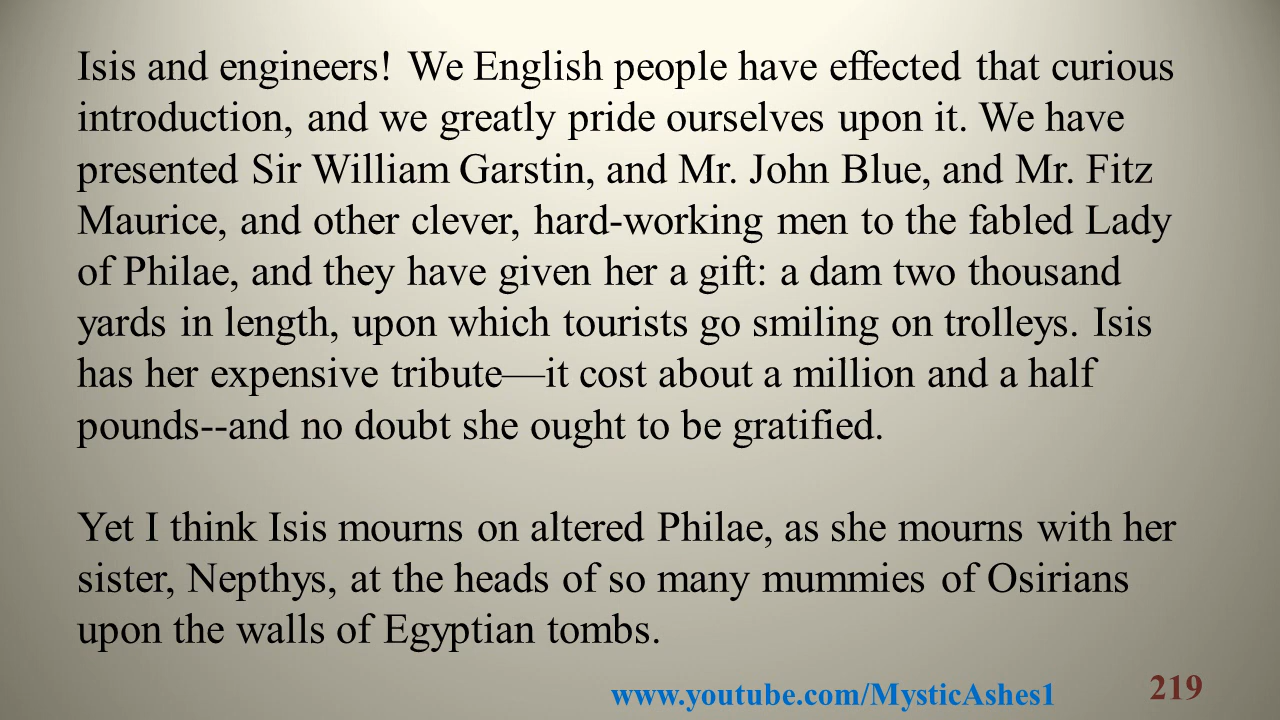 Isis and engineers! We English people have effected that curious
introduction, and we greatly pride ourselves upon it. We have
presented Sir William Garstin, and Mr. John Blue, and Mr. Fitz
Maurice, and other clever, hard-working men to the fabled Lady
of Philae, and they have given her a gift: a dam two thousand
yards in length, upon which tourists go smiling on trolleys. Isis
has her expensive tribute—it cost about a million and a half
pounds--and no doubt she ought to be gratified.

Yet I think Isis mourns on altered Philae, as she mourns with her
sister, Nepthys, at the heads of so many mummies of Osirians
upon the walls of Egyptian tombs.
www.youtube.com/MysticAshes1
219